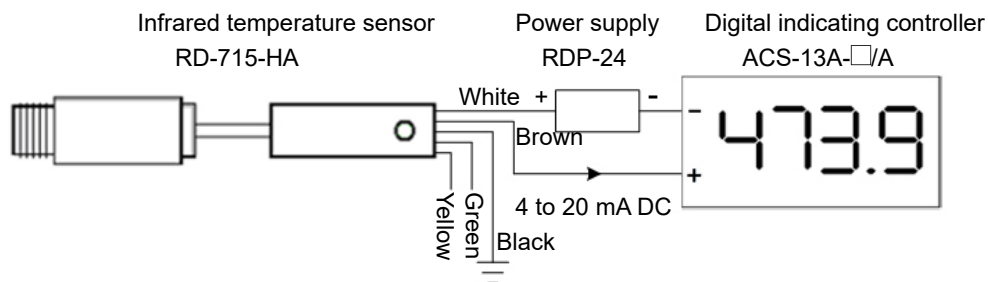 Infrared temperature sensor
RD-715-HA
Power supply
RDP-24
Digital indicating controller
ACS-13A-□/A
White + -
Brown
- 473.9
+
4 to 20 mA DC
Yellow
Green
Black